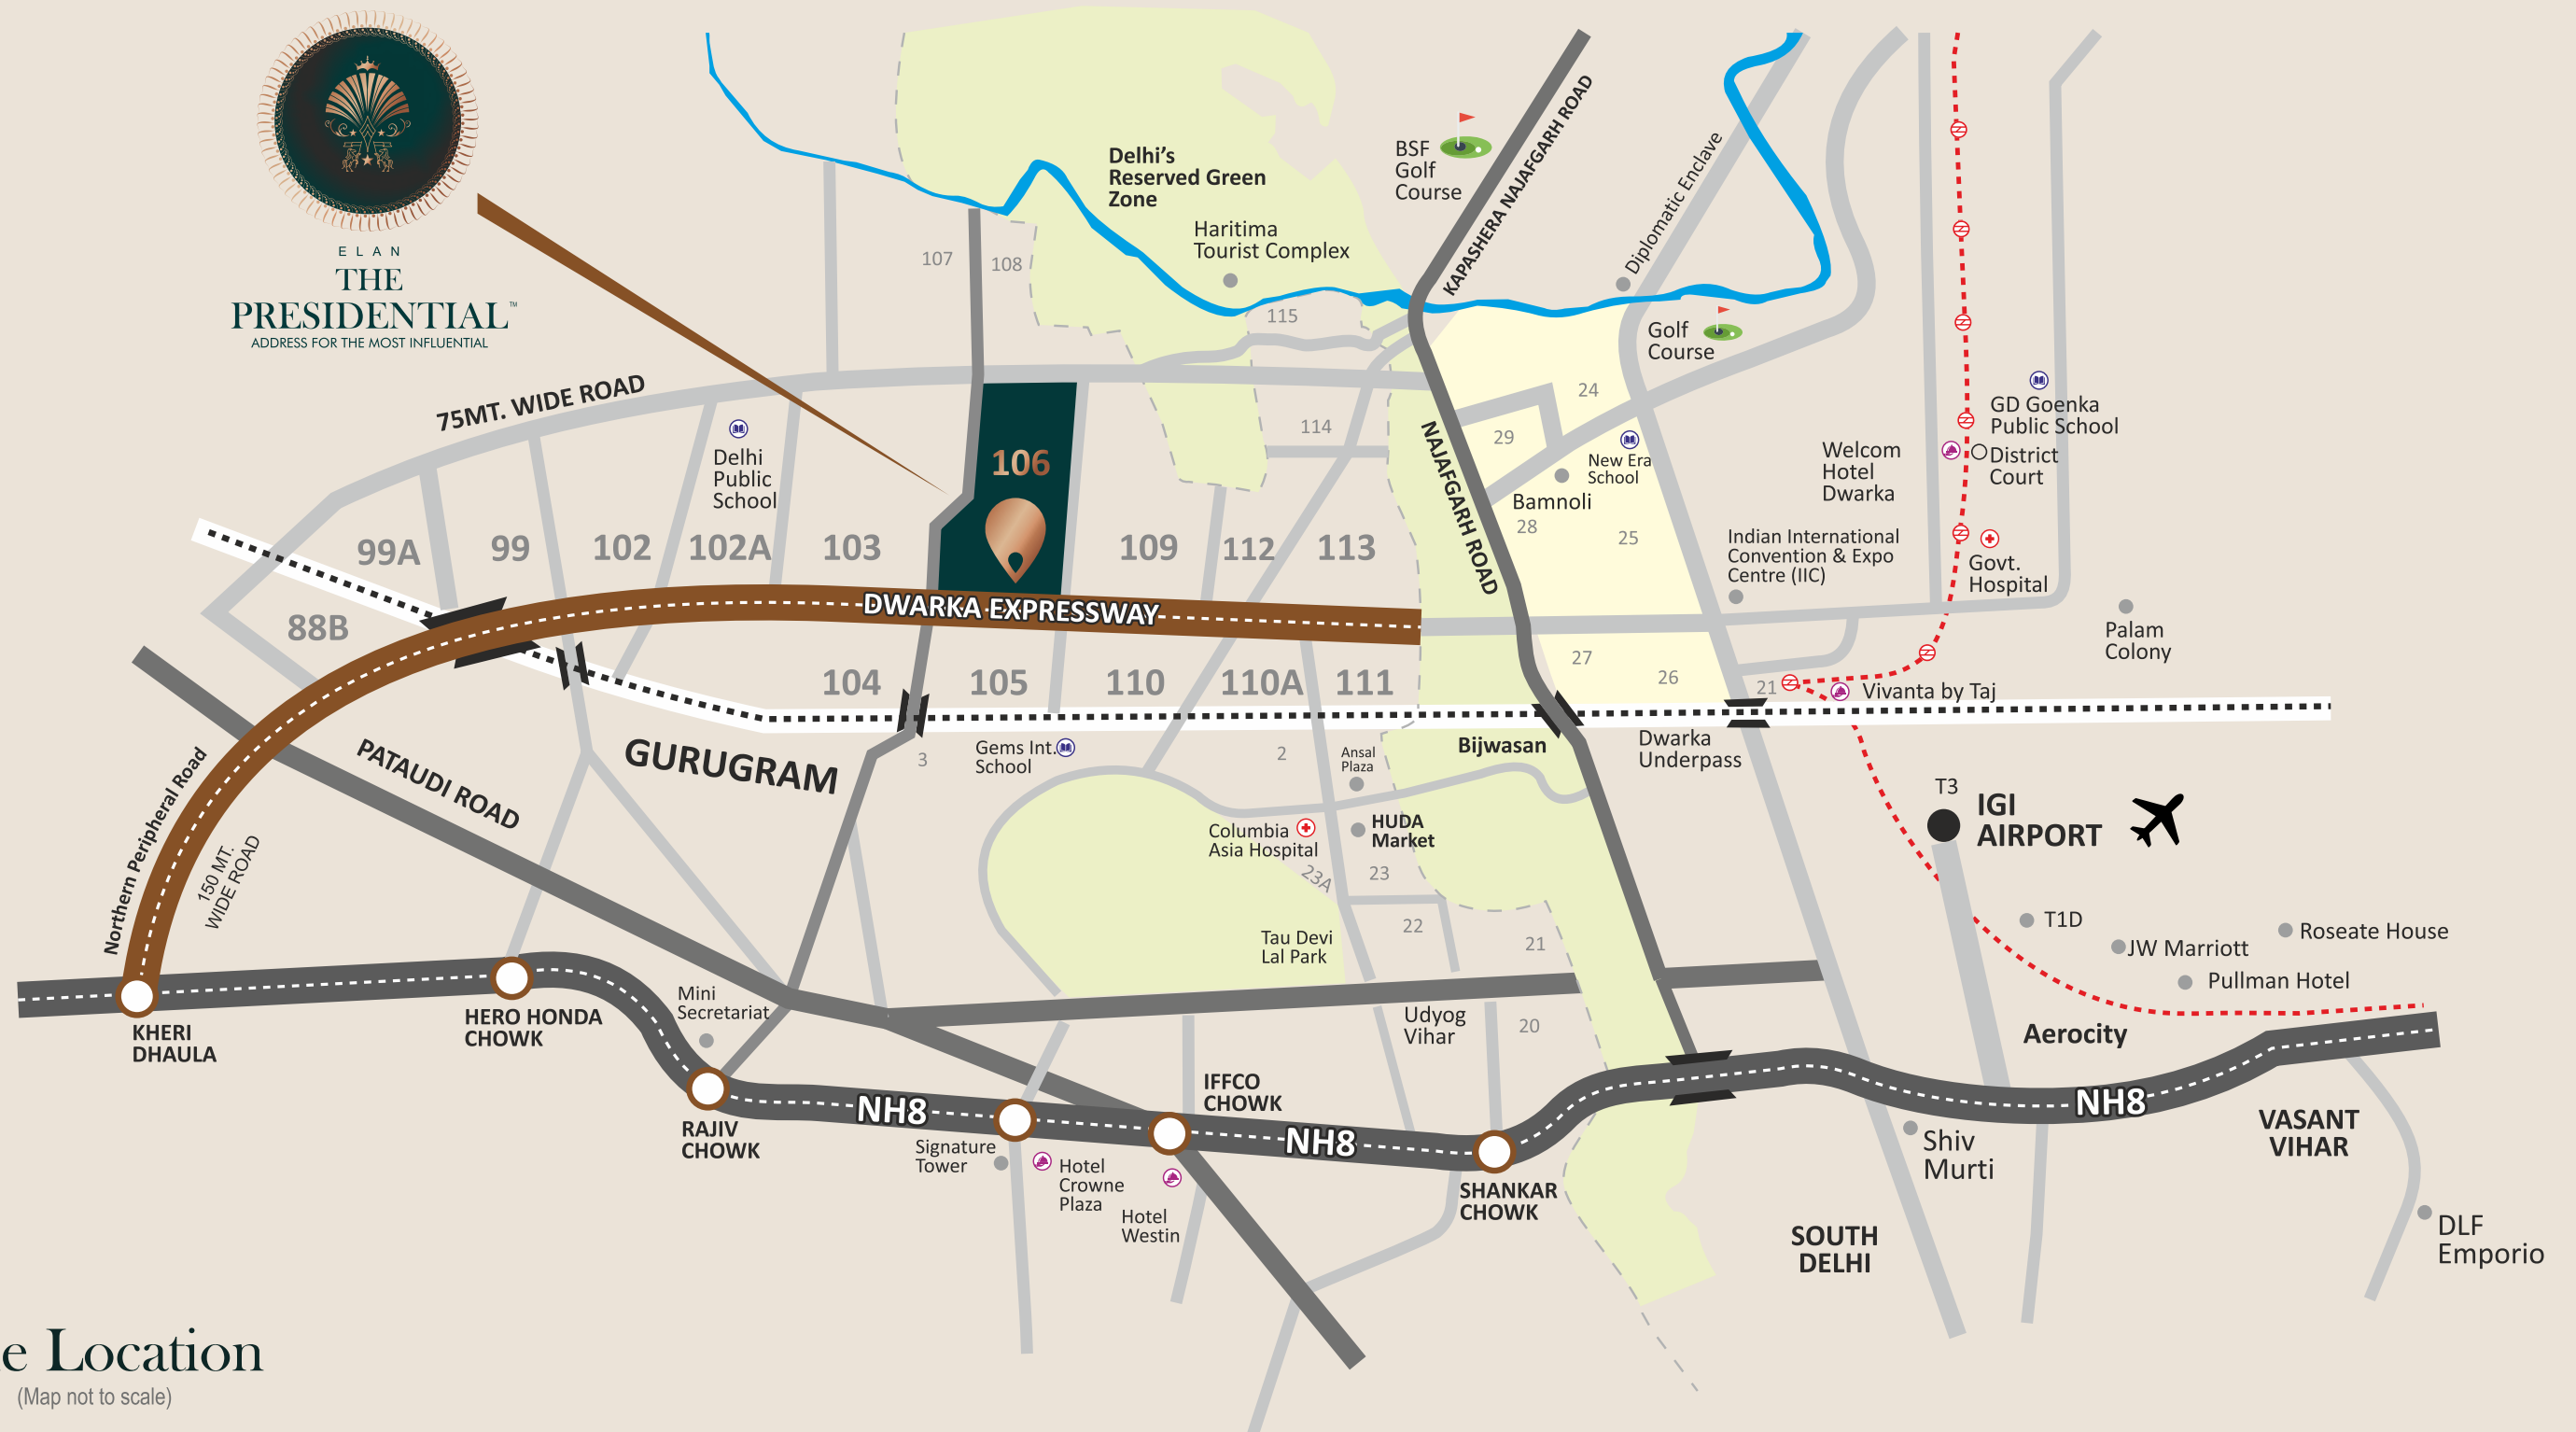 ELAN
THE
PRESIDENTIAL™
ADDRESS FOR THE MOST INFLUENTIAL
Delhi's
Reserved Green
Zone
Haritima
Tourist Complex
BSF
Golf
Course
KAPASHERA NAJAFGARH ROAD
Diplomatic Enclave
Golf
Course
107
108
115
75MT. WIDE ROAD
Delhi
Public
School
106
114
24
29
NAJAFGARH ROAD
New Era
School
Bamnoli
28
25
Welcom
Hotel
Dwarka
GD Goenka
Public School
District
Court
Indian International
Convention & Expo
Centre (IIC)
Govt.
Hospital
Palam
Colony
99A
99
102
102A
103
109
112
113
88B
DWARKA EXPRESSWAY
104
105
110
110A
111
27
26
21
Vivanta by Taj
Northern Peripheral Road
150 MT.
WIDE ROAD
PATAUDI ROAD
GURUGRAM
3
Gems Int.
School
2
Ansal
Plaza
Bijwasan
Dwarka
Underpass
T3
IGI
AIRPORT
Columbia
Asia Hospital
HUDA
Market
23A
23
22
21
Tau Devi
Lal Park
T1D
JW Marriott
Roseate House
Pullman Hotel
Aerocity
KHERI
DHAULA
HERO HONDA
CHOWK
Mini
Secretariat
Udyog
Vihar
20
RAJIV
CHOWK
NH8
Signature
Tower
Hotel
Crowne
Plaza
IFFCO
CHOWK
Hotel
Westin
NH8
SHANKAR
CHOWK
NH8
Shiv
Murti
VASANT
VIHAR
SOUTH
DELHI
DLF
Emporio
e Location
(Map not to scale)